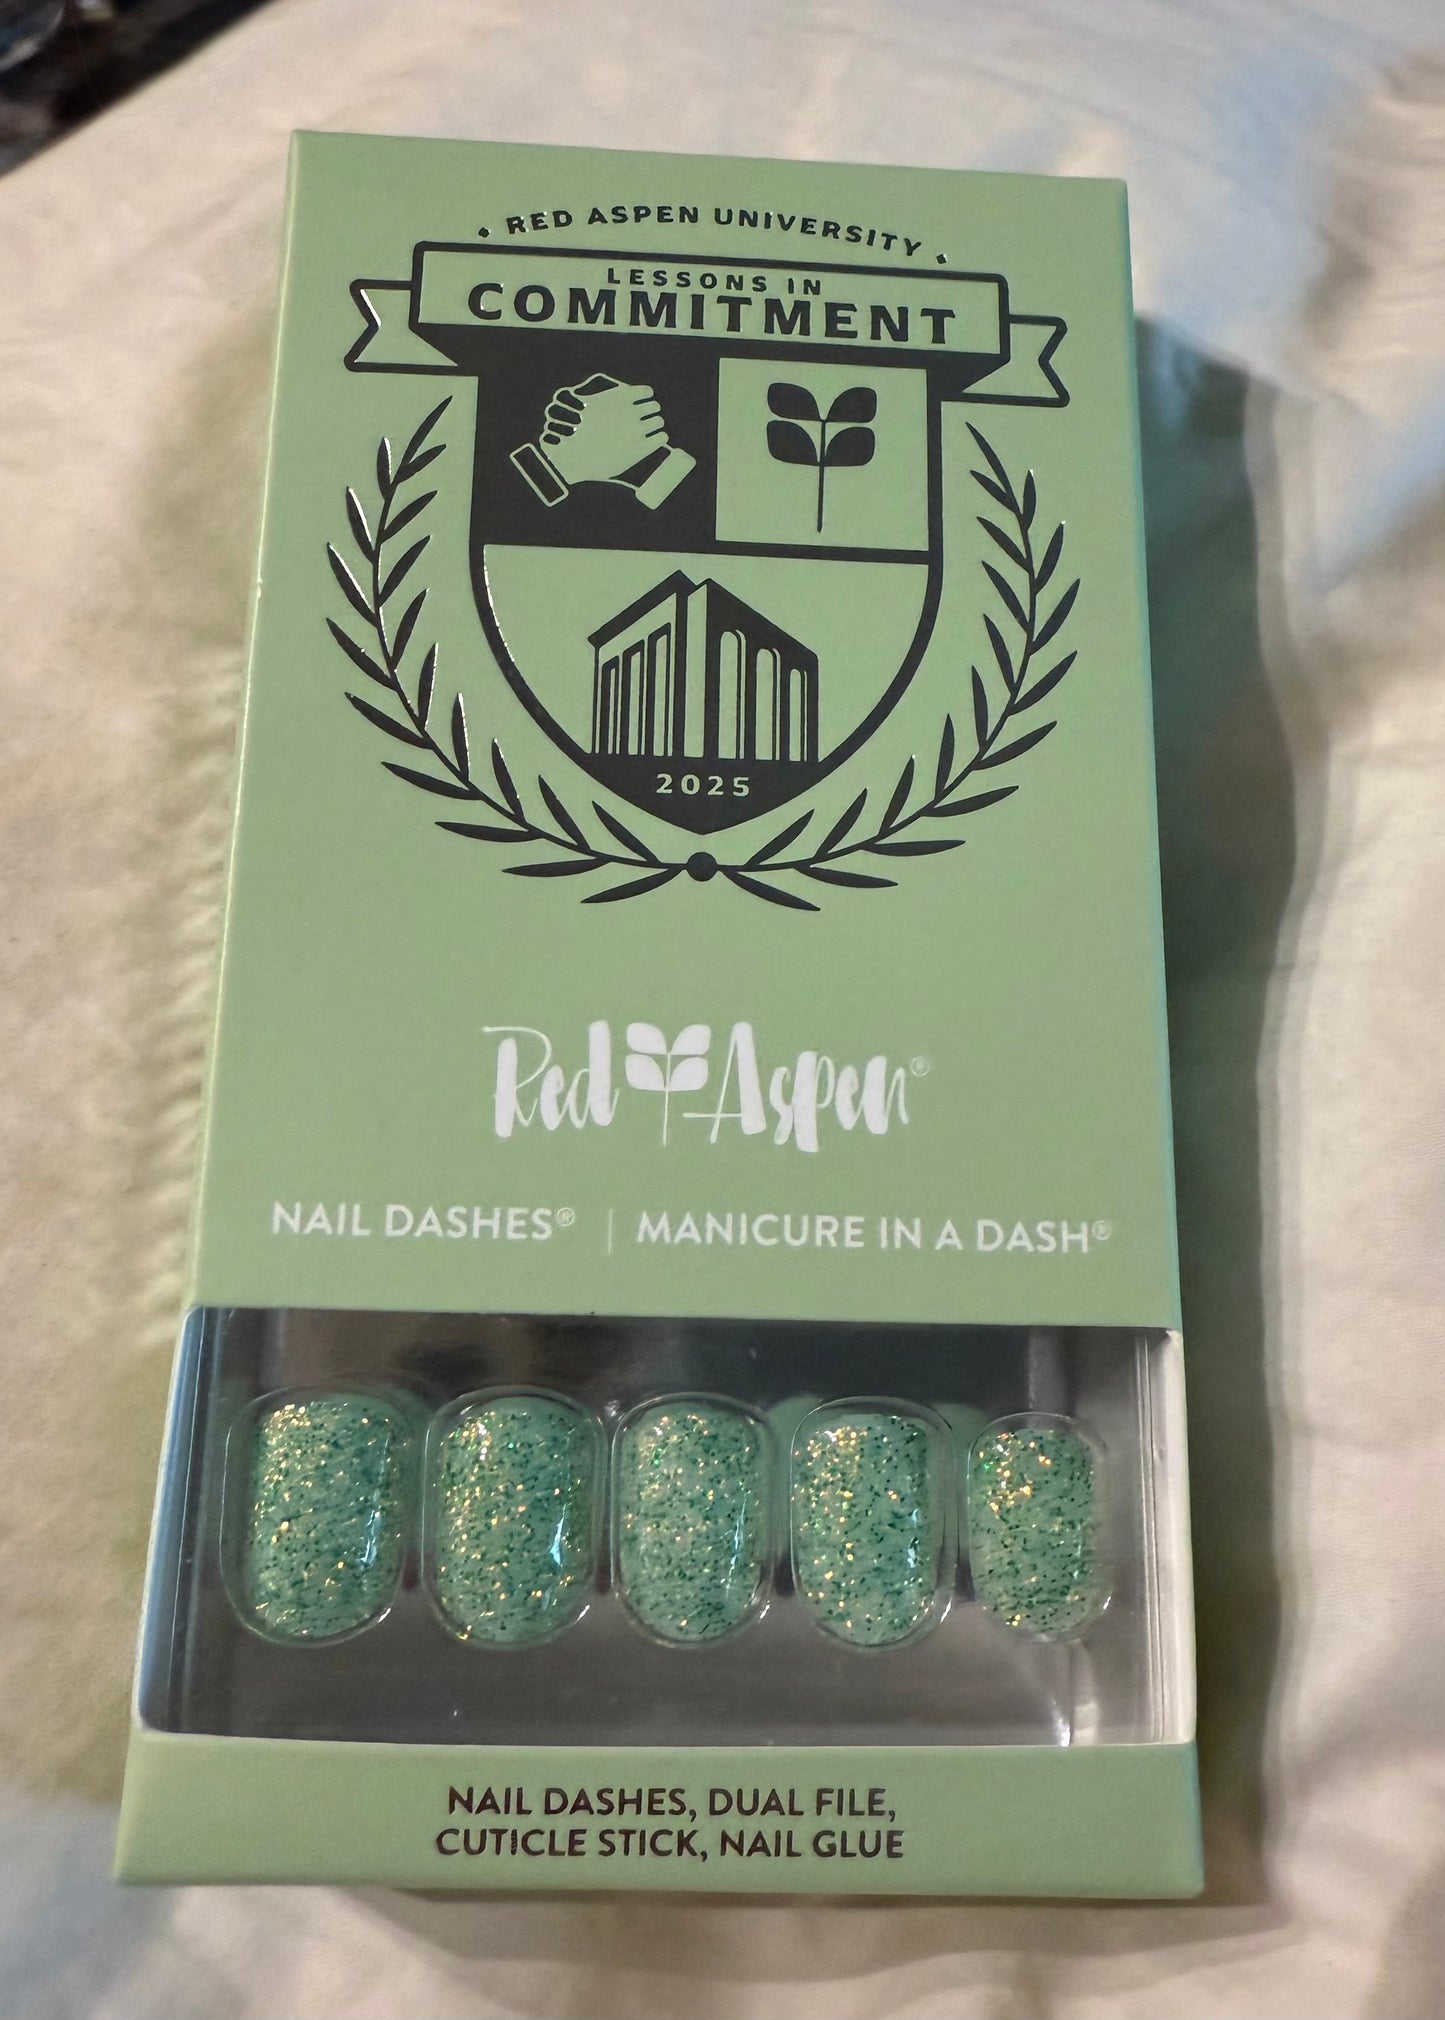 • RED ASPEN UNIVERSITY •
LESSONS IN
COMMITMENT
2025
Red Aspen®
NAIL DASHES® | MANICURE IN A DASH®
NAIL DASHES, DUAL FILE,
CUTICLE STICK, NAIL GLUE